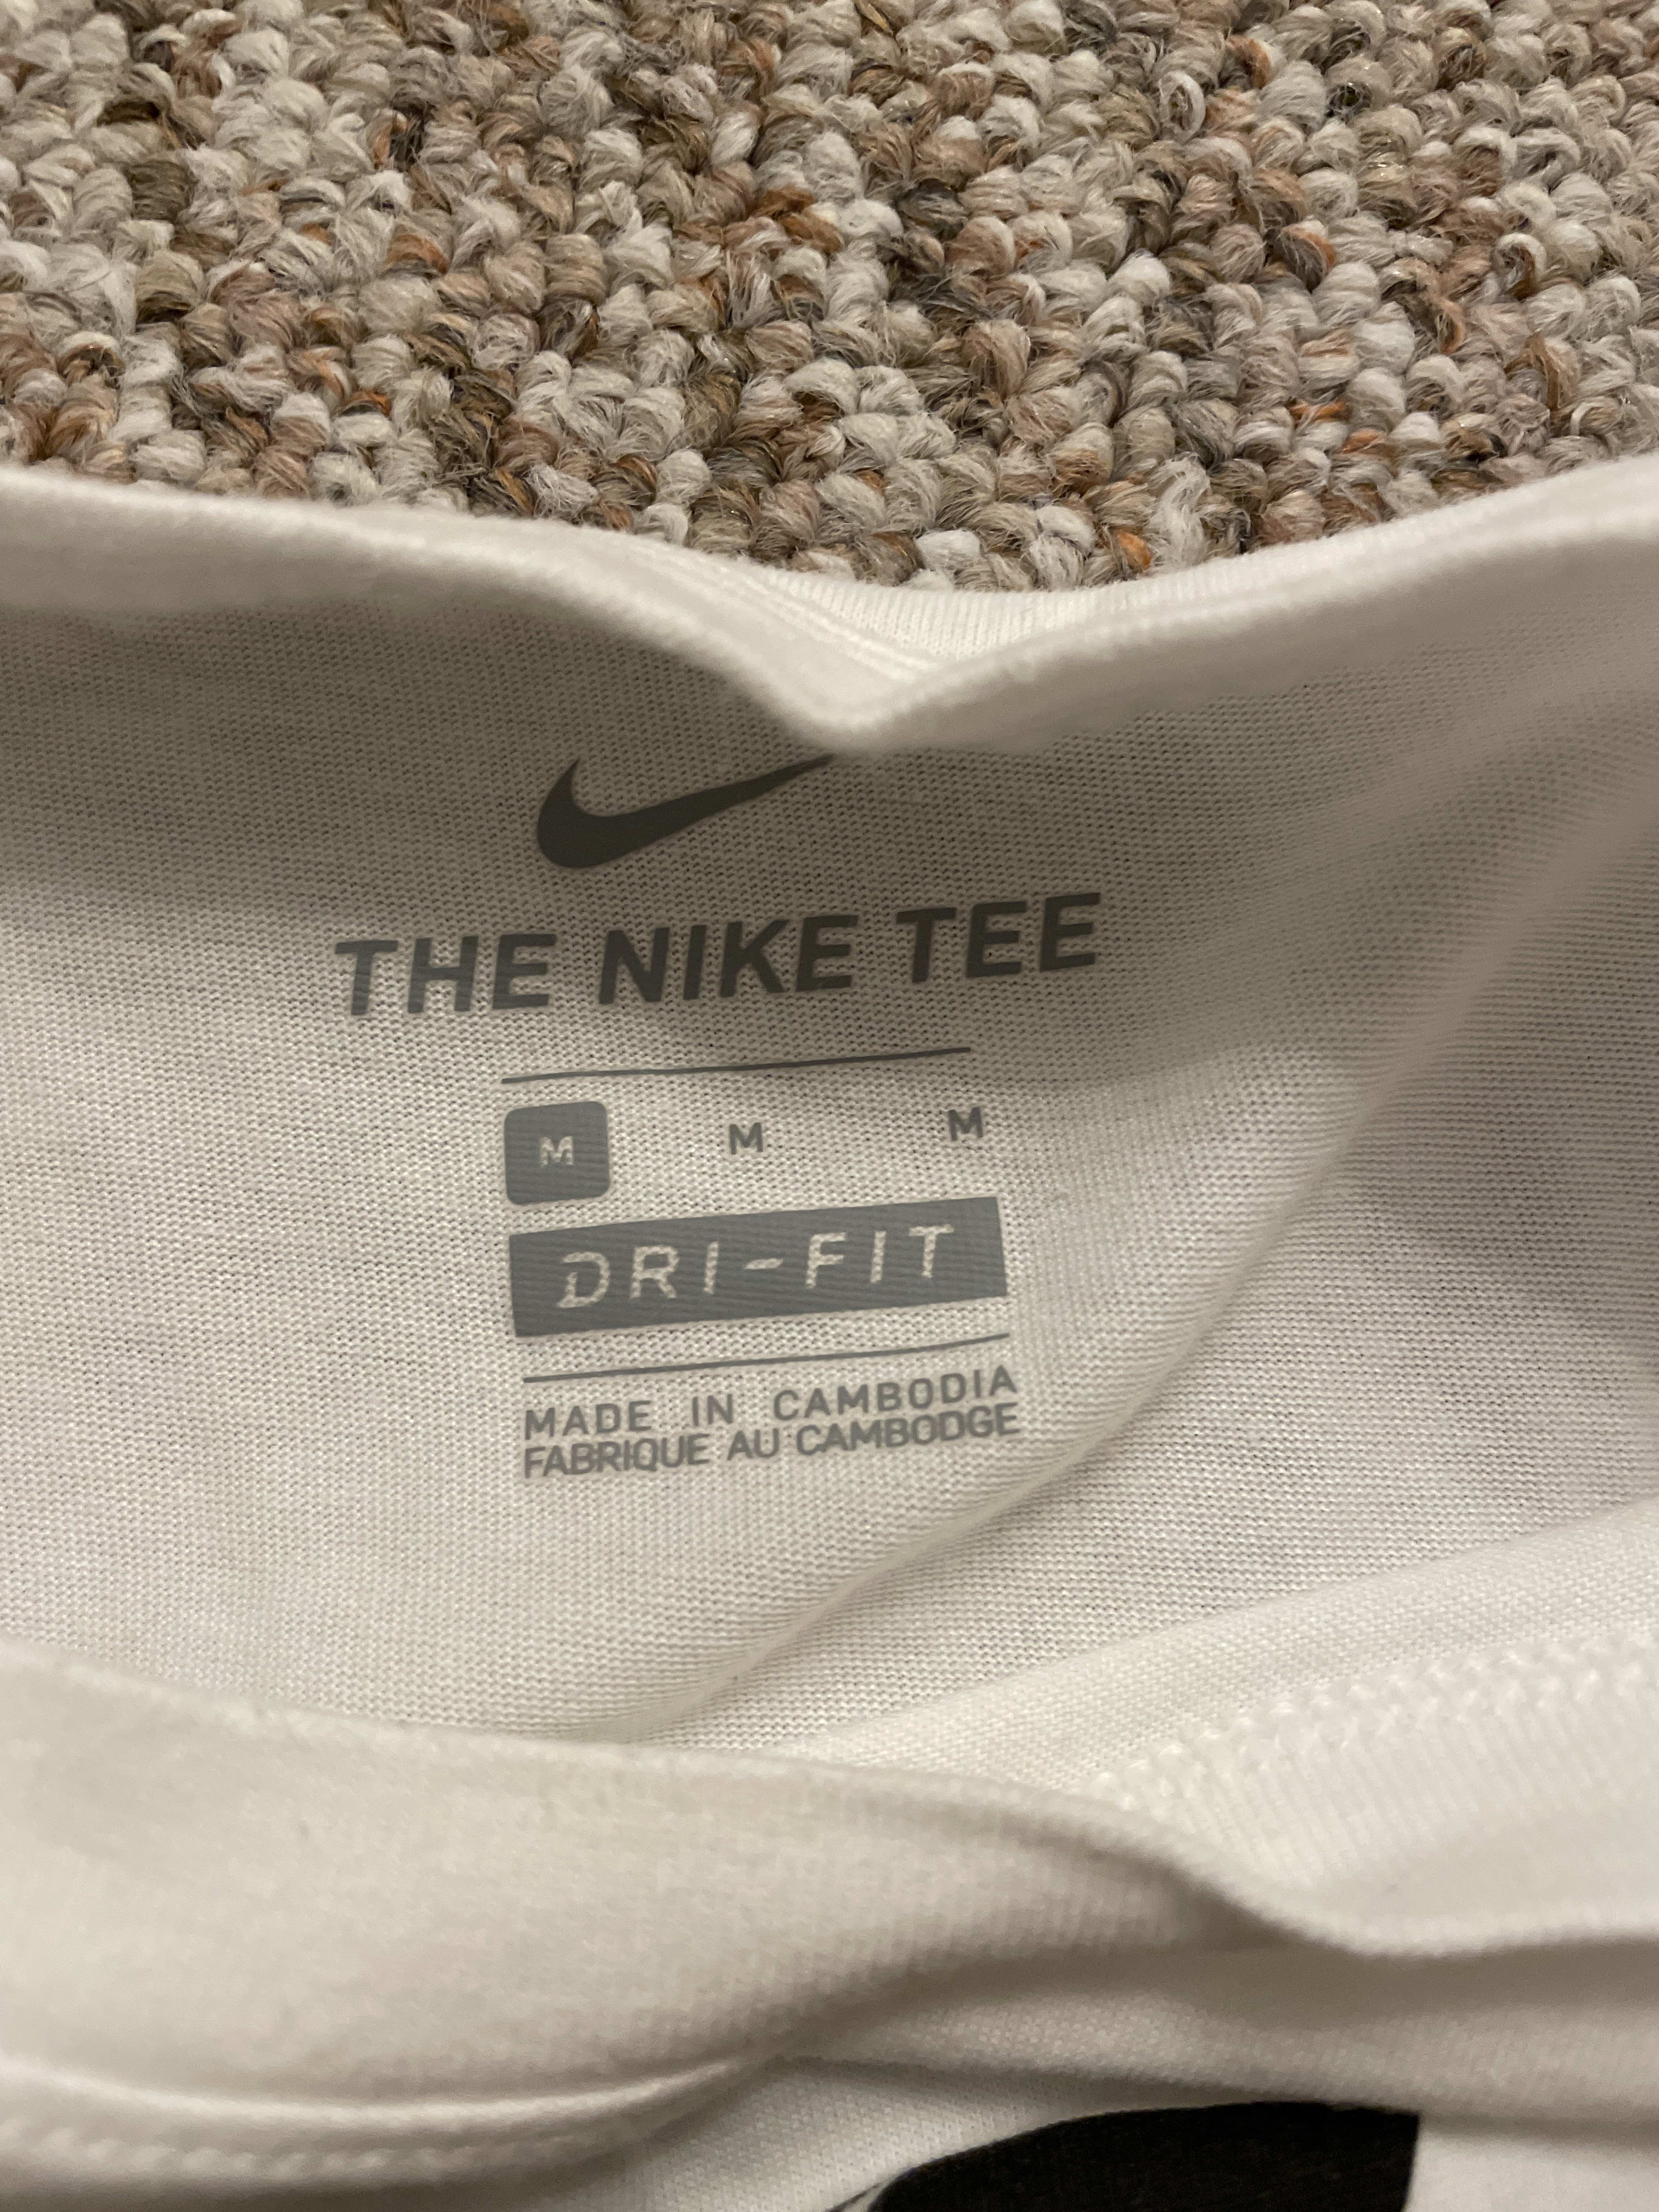 THE NIKE TEE
M M M
DRI-FIT
MADE IN CAMBODIA
FABRIQUE AU CAMBODGE